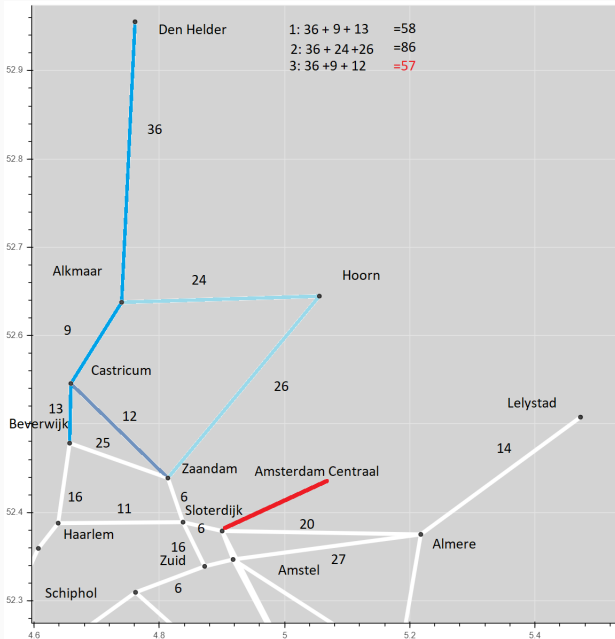 Den Helder
1: 36 + 9 + 13 =58
2: 36 + 24 +26 =86
3: 36 +9 + 12 =57
52.9
36
52.8
52.7
Alkmaar
24
Hoorn
9
52.6
Castricum
26
13
12
Lelystad
Beverwijk
25
14
Zaandam
Amsterdam Centraal
16
6
11
Sloterdijk
52.4
6
20
Haarlem
16
Almere
Zuid
27
Amstel
Schiphol
6
52.3
4.6
4.8
5
5.2
5.4